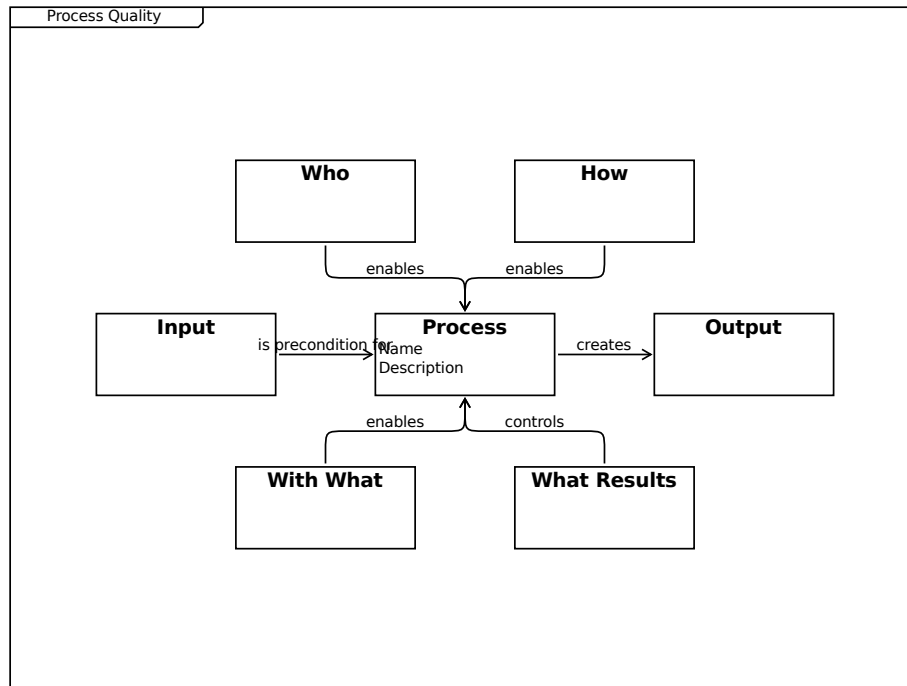 Process Quality
Who
How
enables
enables
Input
Process
Output
is precondition for
Name
creates
Description
enables
controls
With What
What Results